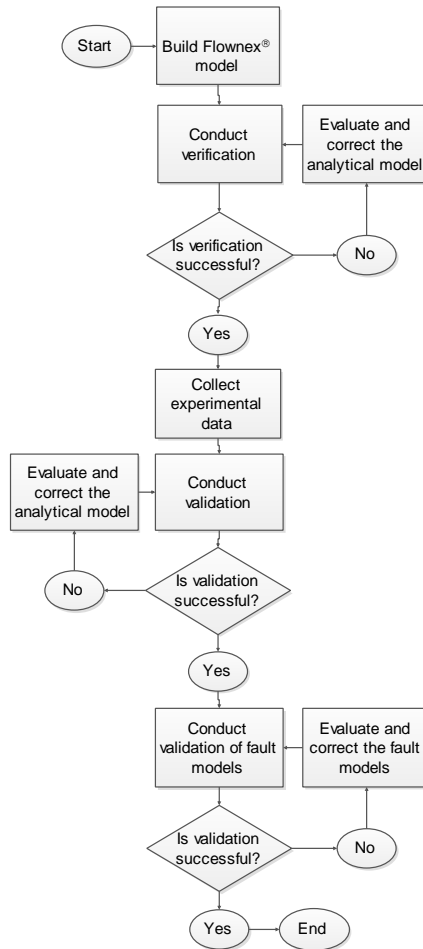 Start
Build Flownex®
model
Conduct
verification
Evaluate and
correct the
analytical model
Is verification
successful?
No
Yes
Collect
experimental
data
Evaluate and
correct the
analytical model
Conduct
validation
No
Is validation
successful?
Yes
Conduct
validation of fault
models
Evaluate and
correct the fault
models
Is validation
successful?
No
Yes
End